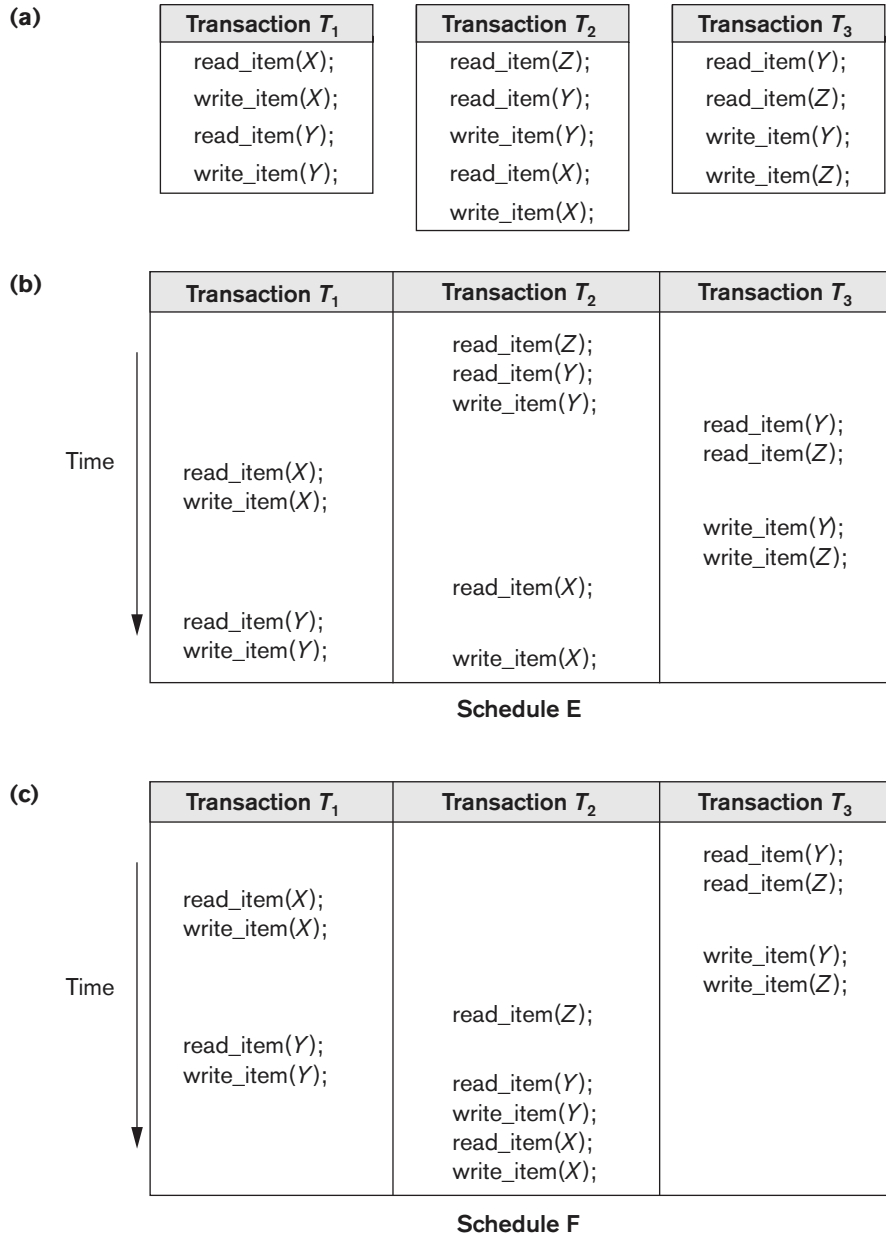 (a)
Transaction T1 Transaction T2 Transaction T3
read_item(X); read_item(Z); read_item(Y);
write_item(X); read_item(Y); read_item(Z);
read_item(Y); write_item(Y); write_item(Y);
write_item(Y); read_item(X); write_item(Z);
write_item(X);
(b)
Transaction T1 Transaction T2 Transaction T3
read_item(Z);
read_item(Y);
write_item(Y);
read_item(Y);
read_item(Z);
Time
read_item(X);
write_item(X);
write_item(Y);
write_item(Z);
read_item(X);
read_item(Y);
write_item(Y); write_item(X);
Schedule E
(c)
Transaction T1 Transaction T2 Transaction T3
read_item(Y);
read_item(Z);
read_item(X);
write_item(X);
write_item(Y);
Time
write_item(Z);
read_item(Z);
read_item(Y);
write_item(Y);
read_item(Y);
write_item(Y);
read_item(X);
write_item(X);
Schedule F